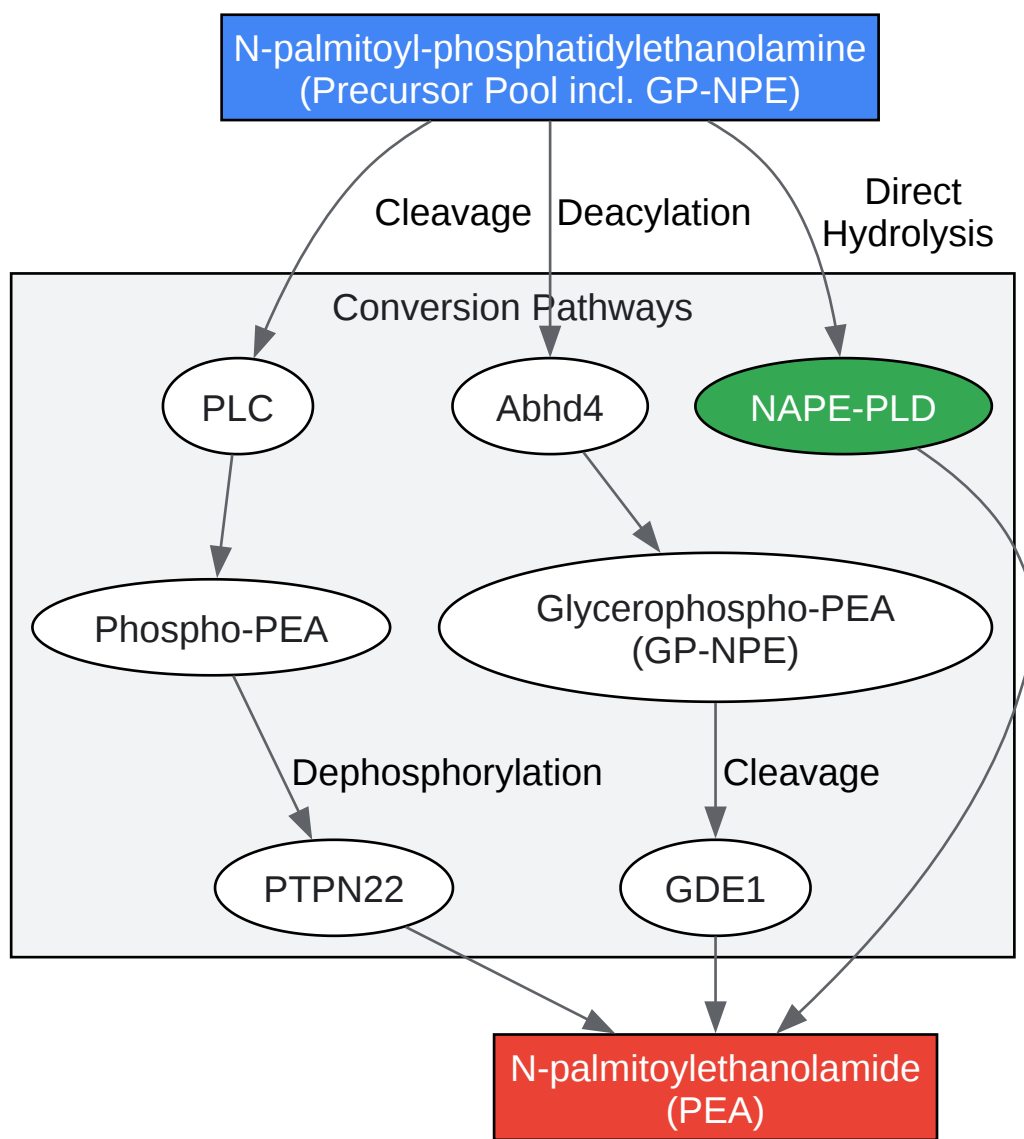 N-palmitoyl-phosphatidylethanolamine
(Precursor Pool incl. GP-NPE)
Cleavage
Deacylation
Direct
Hydrolysis
Conversion Pathways
PLC
Abhd4
NAPE-PLD
Phospho-PEA
Glycerophospho-PEA
(GP-NPE)
Dephosphorylation
Cleavage
PTPN22
GDE1
N-palmitoylethanolamide
(PEA)